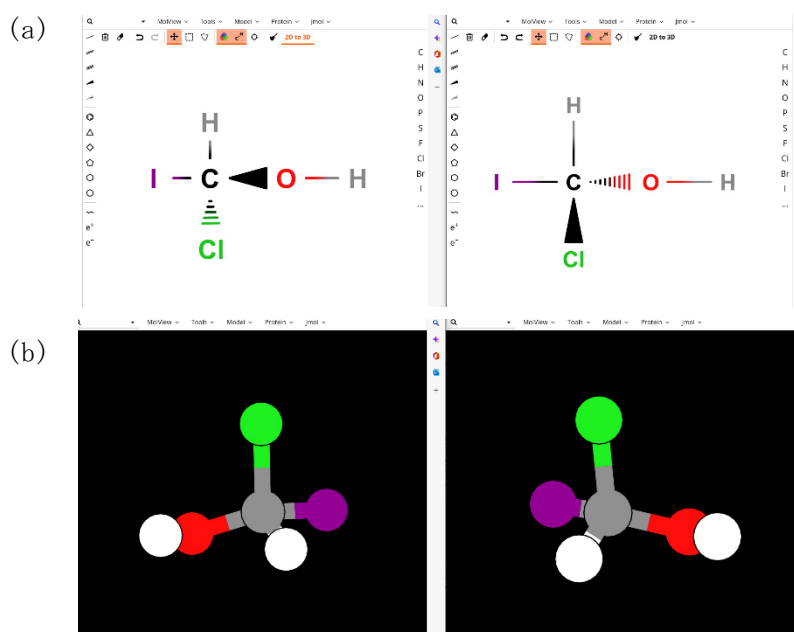 (a)
MolView Tools Model Protein Jmol
2D to 3D
C
H
N
O
P
S
F
Cl
Br
I
...
e⁺
e⁻
H
I C O H
Cl
MolView Tools Model Protein Jmol
2D to 3D
C
H
N
O
P
S
F
Cl
Br
I
...
e⁺
e⁻
H
I C O H
Cl
(b)
MolView Tools Model Protein Jmol
MolView Tools Model Protein Jmol